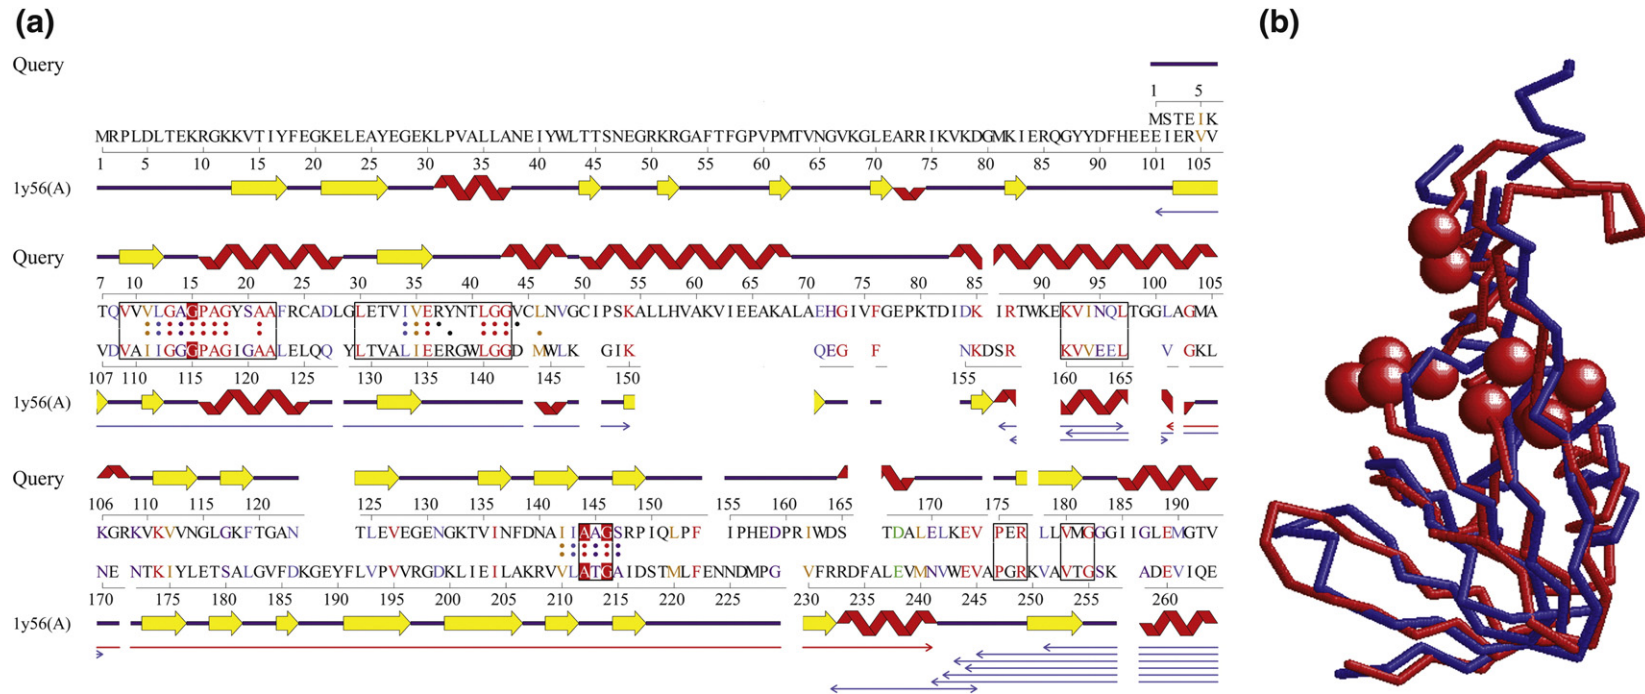 (a)
(b)
Query
1 5
MSTEIK
MRPLDLTEKRGKKVTIYFEGKELEAYEGEKLPVALLANEIYWLTTSNEGRKRGAFTFGPVPMTVNGVKGLEARRIKVKDGMKIERQGYYDFHEEEIERVV
1 5 10 15 20 25 30 35 40 45 50 55 60 65 70 75 80 85 90 95 101 105
1y56(A)
Query
7 10 15 20 25 30 35 40 45 50 55 60 65 70 75 80 85 90 95 100 105
TQVVVLGAGPAGYSAAFRCADLGLETVIVERYNTLGGVCLNVGCIPSKALLHVAKVIEEAKALAEHGIVFGEPKTDIDK IRTWKEKVINQLTGGLAGMA
VDVAIIGGGPAGIGAALELQQ YLTVALIEERGWLGGD MWLK GIK QEG F NKDSR KVVEEL V GKL
107 110 115 120 125 130 135 140 145 150 155 160 165
1y56(A)
Query
106 110 115 120 125 130 135 140 145 150 155 160 165 170 175 180 185 190
KGRKVKVVNGLGKFTGAN TLEVEGENGKTVINFDNAIIAAGSRPIQLPF IPHEDPRIWDS TDALELKEV PER LLVMGGGIIGLEMGTV
NE NTKIYLETSALGVFDKGEYFLVPVVVRGDKLIEILAKRVVLATGAIDSTMLFENNDMPG VFRRDFALEVMNVWEVAPGRKVAVTGSK ADEVIQE
170 175 180 185 190 195 200 205 210 215 220 225 230 235 240 245 250 255 260
1y56(A)